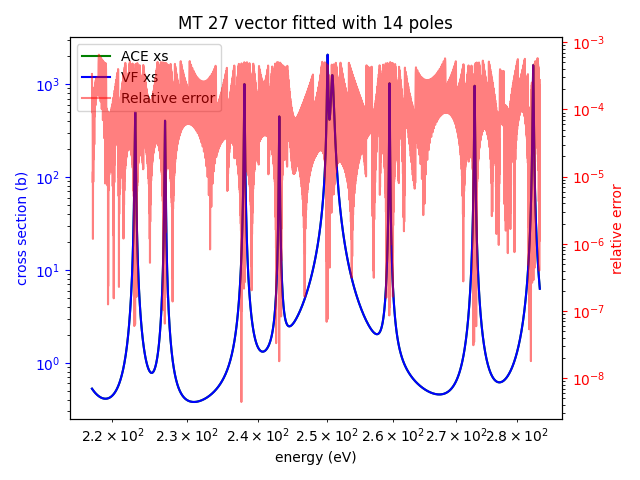 MT 27 vector fitted with 14 poles
ACE xs
VF xs
Relative error
cross section (b)
10³
10²
10¹
10⁰
relative error
10⁻³
10⁻⁴
10⁻⁵
10⁻⁶
10⁻⁷
10⁻⁸
2.2 × 10² 2.3 × 10² 2.4 × 10² 2.5 × 10² 2.6 × 10² 2.7 × 10² 2.8 × 10²
energy (eV)